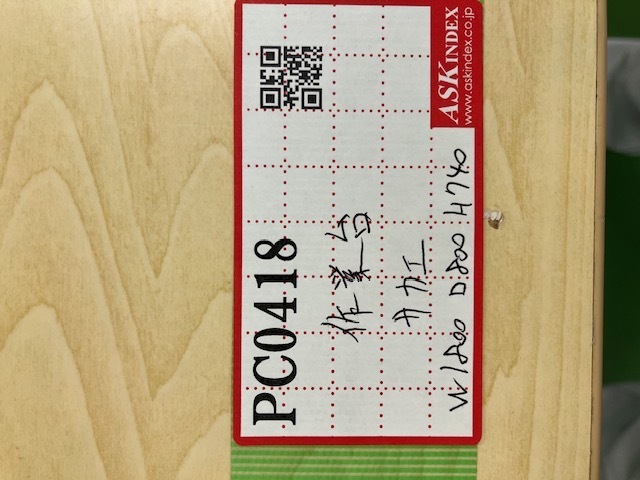 PC0418
作業台
サカエ
W1800 D800 H740
ASKINDEX
www.askindex.co.jp